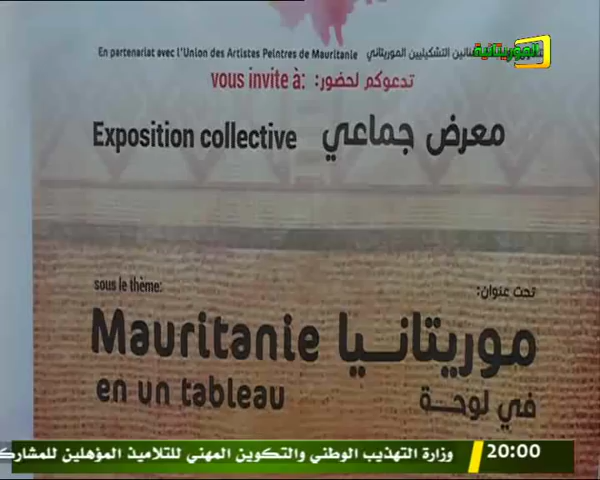 الموريتانية
En partenariat avec l'Union des Artistes Peintres de Mauritanie التشكيليين الموريتاني
vous invite à: تدعوكم لحضور:
Exposition collective معرض جماعي
sous le thème: تحت عنوان:
Mauritanie موريتانيا
en un tableau في لوحة
وزارة التهذيب الوطني والتكوين المهني للتلاميذ المؤهلين للمشارك 20:00